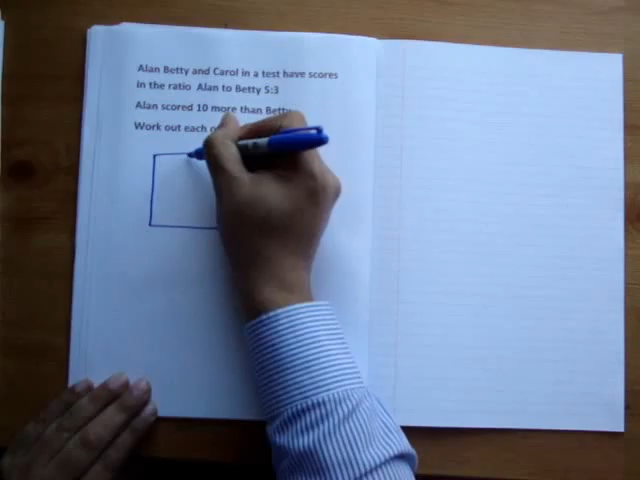 Alan Betty and Carol in a test have scores
in the ratio Alan to Betty 5:3
Alan scored 10 more than Betty
Work out each